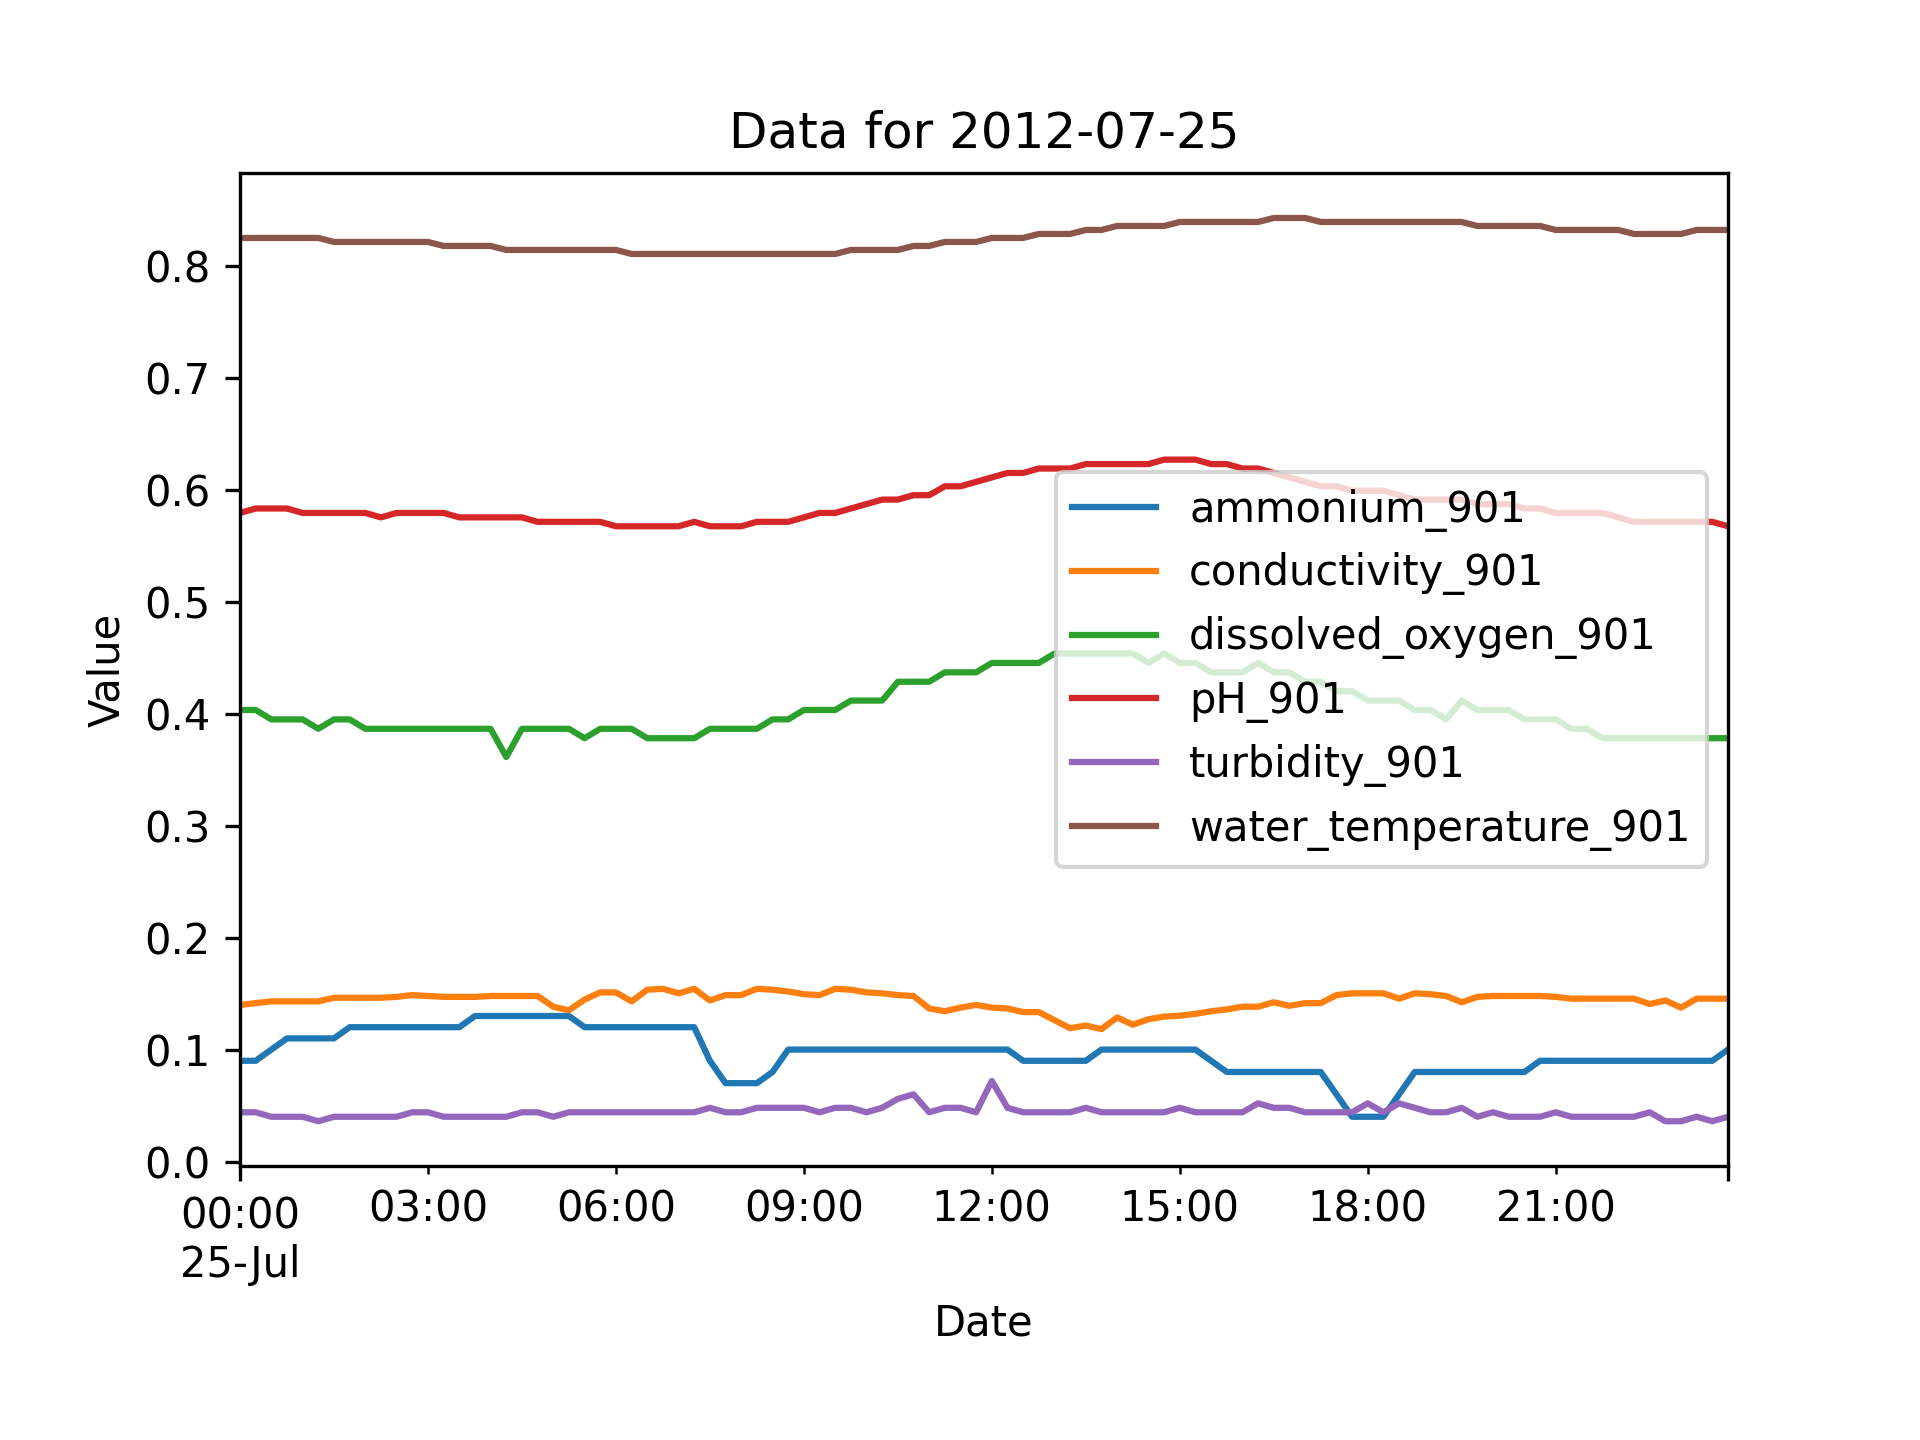 Data for 2012-07-25
Value
0.8
0.7
0.6
0.5
0.4
0.3
0.2
0.1
0.0
ammonium_901
conductivity_901
dissolved_oxygen_901
pH_901
turbidity_901
water_temperature_901
00:00 03:00 06:00 09:00 12:00 15:00 18:00 21:00
25-Jul
Date